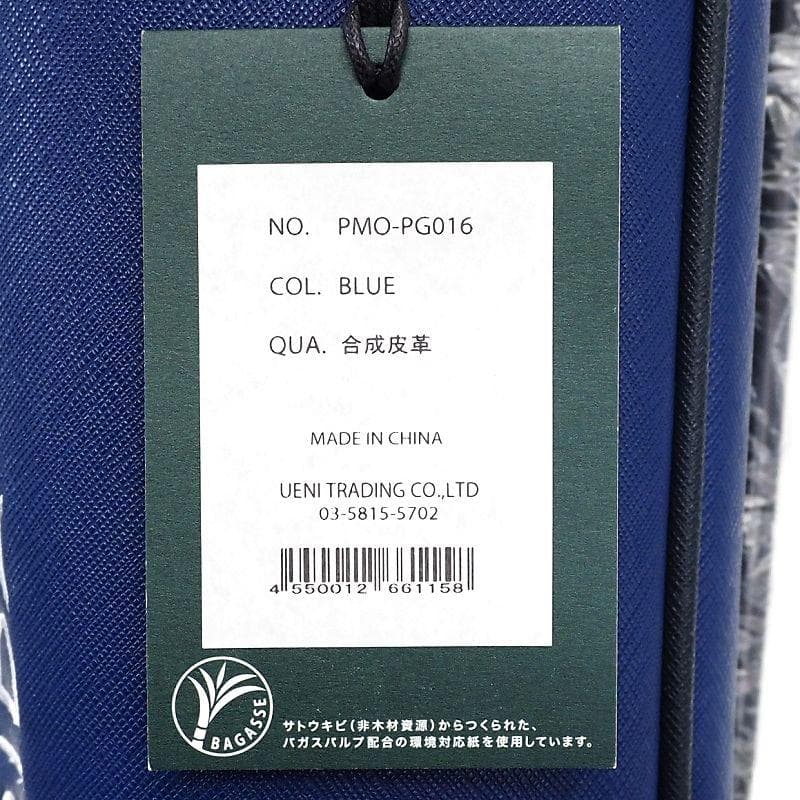 NO. PMO-PG016
COL. BLUE
QUA. 合成皮革
MADE IN CHINA
UENI TRADING CO.,LTD
03-5815-5702
4 550012 661158
BAGASSE
サトウキビ(非木材資源)からつくられた、
バガスパルプ配合の環境対応紙を使用しています。